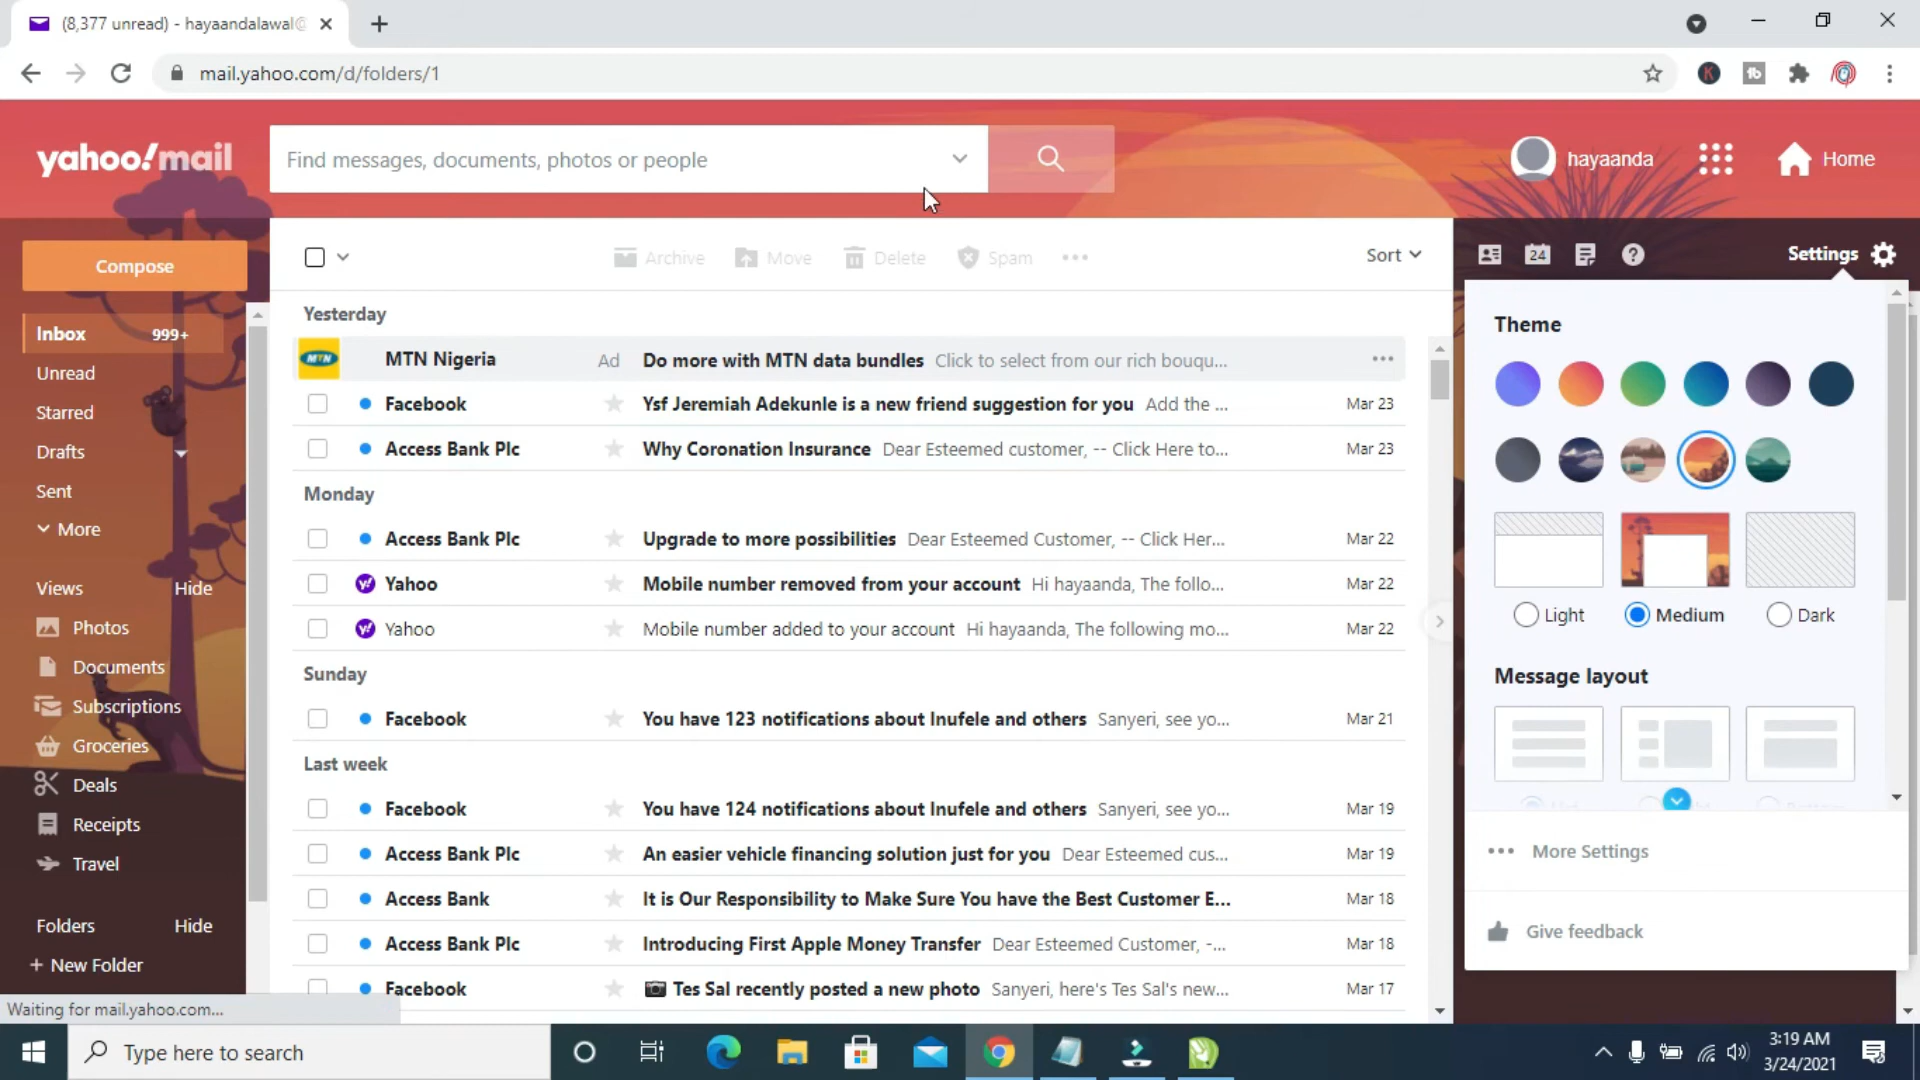 (8,377 unread) - hayaandalawal@
mail.yahoo.com/d/folders/1
yahoo!mail
Find messages, documents, photos or people
hayaanda
Home
Compose
Archive Move Delete Spam
Sort
24
Settings
Inbox 999+
Unread
Starred
Drafts
Sent
More
Views Hide
Photos
Documents
Subscriptions
Groceries
Deals
Receipts
Travel
Folders Hide
+ New Folder
Yesterday
MTN MTN Nigeria Ad Do more with MTN data bundles Click to select from our rich bouqu...
Facebook Ysf Jeremiah Adekunle is a new friend suggestion for you Add the ... Mar 23
Access Bank Plc Why Coronation Insurance Dear Esteemed customer, -- Click Here to... Mar 23
Monday
Access Bank Plc Upgrade to more possibilities Dear Esteemed Customer, -- Click Her... Mar 22
Yahoo Mobile number removed from your account Hi hayaanda, The follo... Mar 22
Yahoo Mobile number added to your account Hi hayaanda, The following mo... Mar 22
Sunday
Facebook You have 123 notifications about Inufele and others Sanyeri, see yo... Mar 21
Last week
Facebook You have 124 notifications about Inufele and others Sanyeri, see yo... Mar 19
Access Bank Plc An easier vehicle financing solution just for you Dear Esteemed cus... Mar 19
Access Bank It is Our Responsibility to Make Sure You have the Best Customer E... Mar 18
Access Bank Plc Introducing First Apple Money Transfer Dear Esteemed Customer, -... Mar 18
Facebook Tes Sal recently posted a new photo Sanyeri, here's Tes Sal's new... Mar 17
Theme
Light Medium Dark
Message layout
More Settings
Give feedback
Waiting for mail.yahoo.com...
Type here to search
3:19 AM
3/24/2021